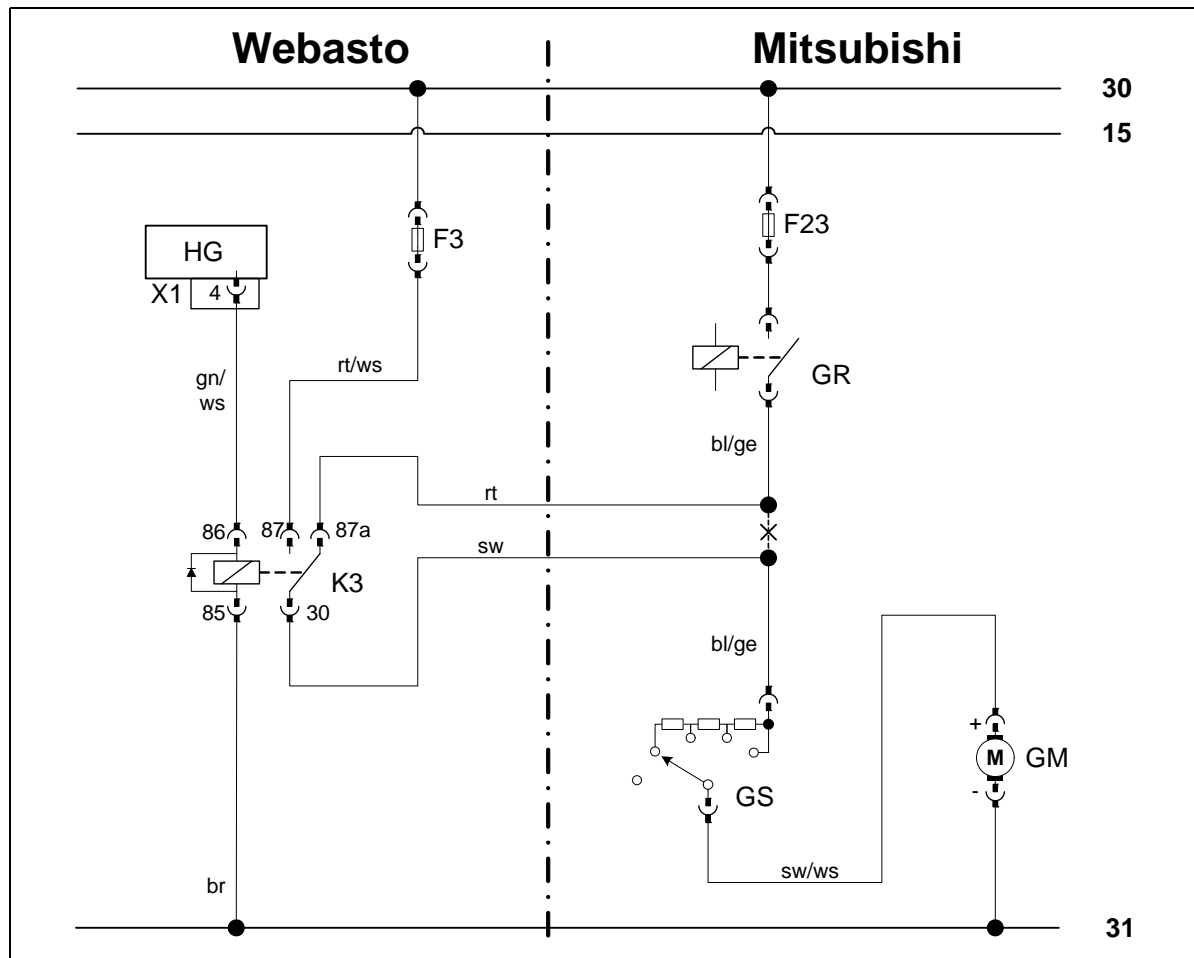 Webasto
Mitsubishi
30
15
F3
F23
HG
X1
4
GR
rt/ws
gn/
ws
bl/ge
rt
86
87
87a
sw
K3
85
30
bl/ge
+
M
GM
-
GS
sw/ws
br
31